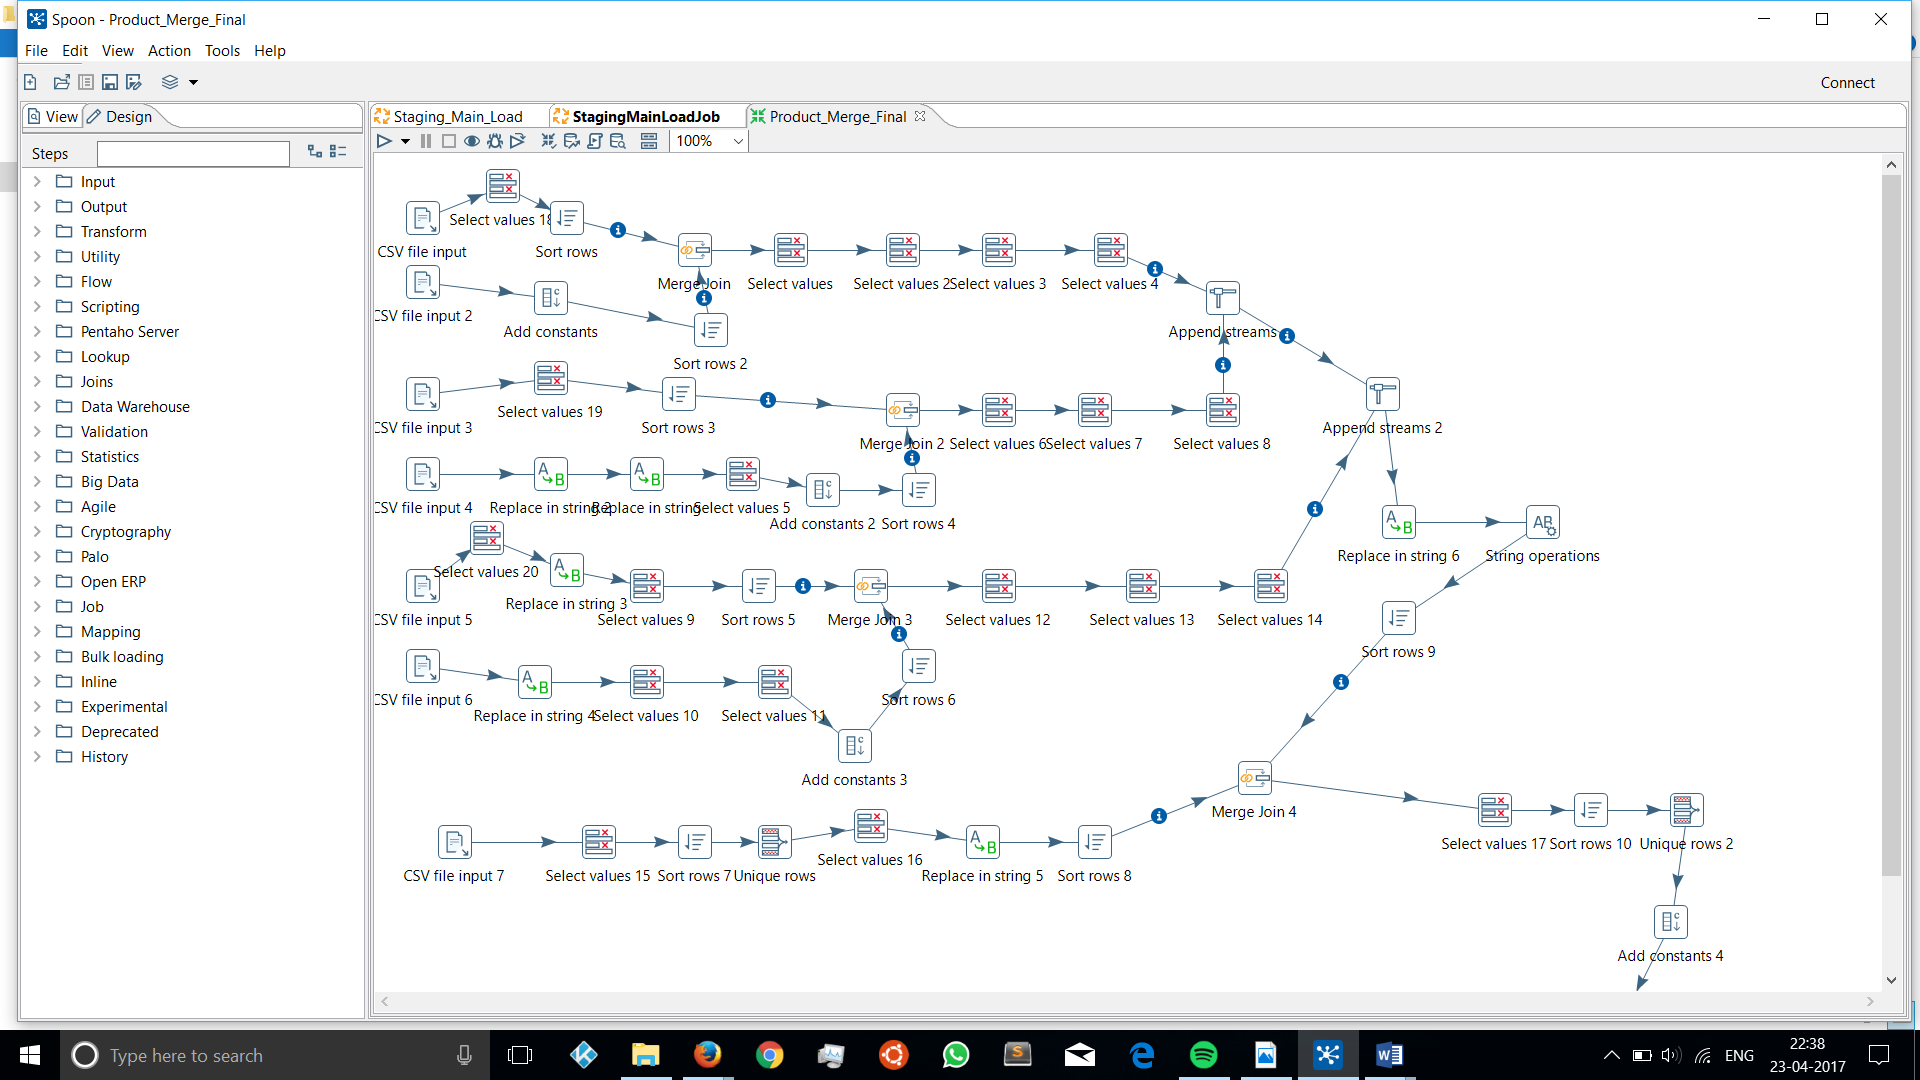 Spoon - Product_Merge_Final
File Edit View Action Tools Help
Connect
View Design
Staging_Main_Load StagingMainLoadJob Product_Merge_Final
100%
Steps
Input
Output
Transform
Utility
Flow
Scripting
Pentaho Server
Lookup
Joins
Data Warehouse
Validation
Statistics
Big Data
Agile
Cryptography
Palo
Open ERP
Job
Mapping
Bulk loading
Inline
Experimental
Deprecated
History
Select values 18
CSV file input
Sort rows
Merge Join
Select values
Select values 2
Select values 3
Select values 4
CSV file input 2
Add constants
Sort rows 2
Append streams
Select values 19
CSV file input 3
Sort rows 3
Merge Join 2
Select values 6
Select values 7
Select values 8
Append streams 2
CSV file input 4
Replace in string 2
Replace in string
Select values 5
Add constants 2
Sort rows 4
Replace in string 6
String operations
Select values 20
CSV file input 5
Replace in string 3
Select values 9
Sort rows 5
Merge Join 3
Select values 12
Select values 13
Select values 14
Sort rows 9
CSV file input 6
Replace in string 4
Select values 10
Select values 11
Sort rows 6
Add constants 3
Merge Join 4
CSV file input 7
Select values 15
Sort rows 7
Unique rows
Select values 16
Replace in string 5
Sort rows 8
Select values 17
Sort rows 10
Unique rows 2
Add constants 4
Type here to search
ENG
22:38
23-04-2017